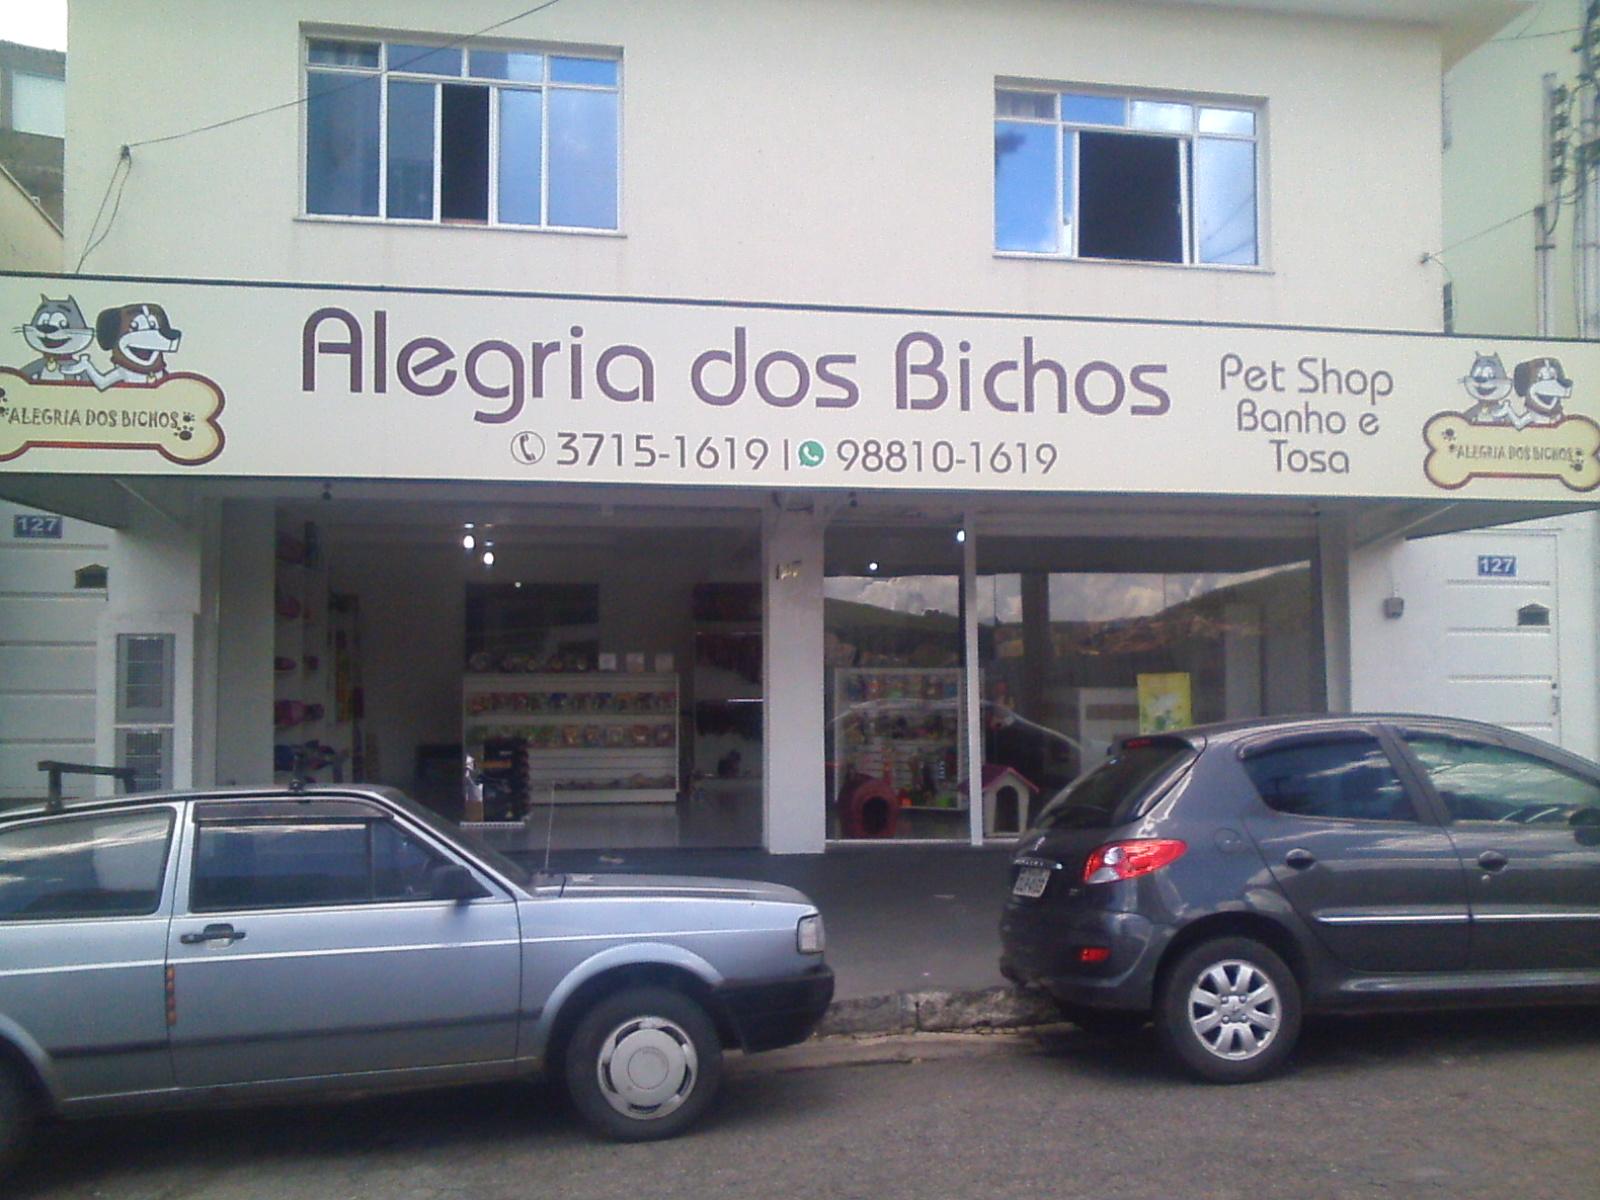 ALEGRIA DOS BICHOS
Alegria dos Bichos
3715-1619 | 98810-1619
Pet Shop
Banho e
Tosa
ALEGRIA DOS BICHOS
127
127
127